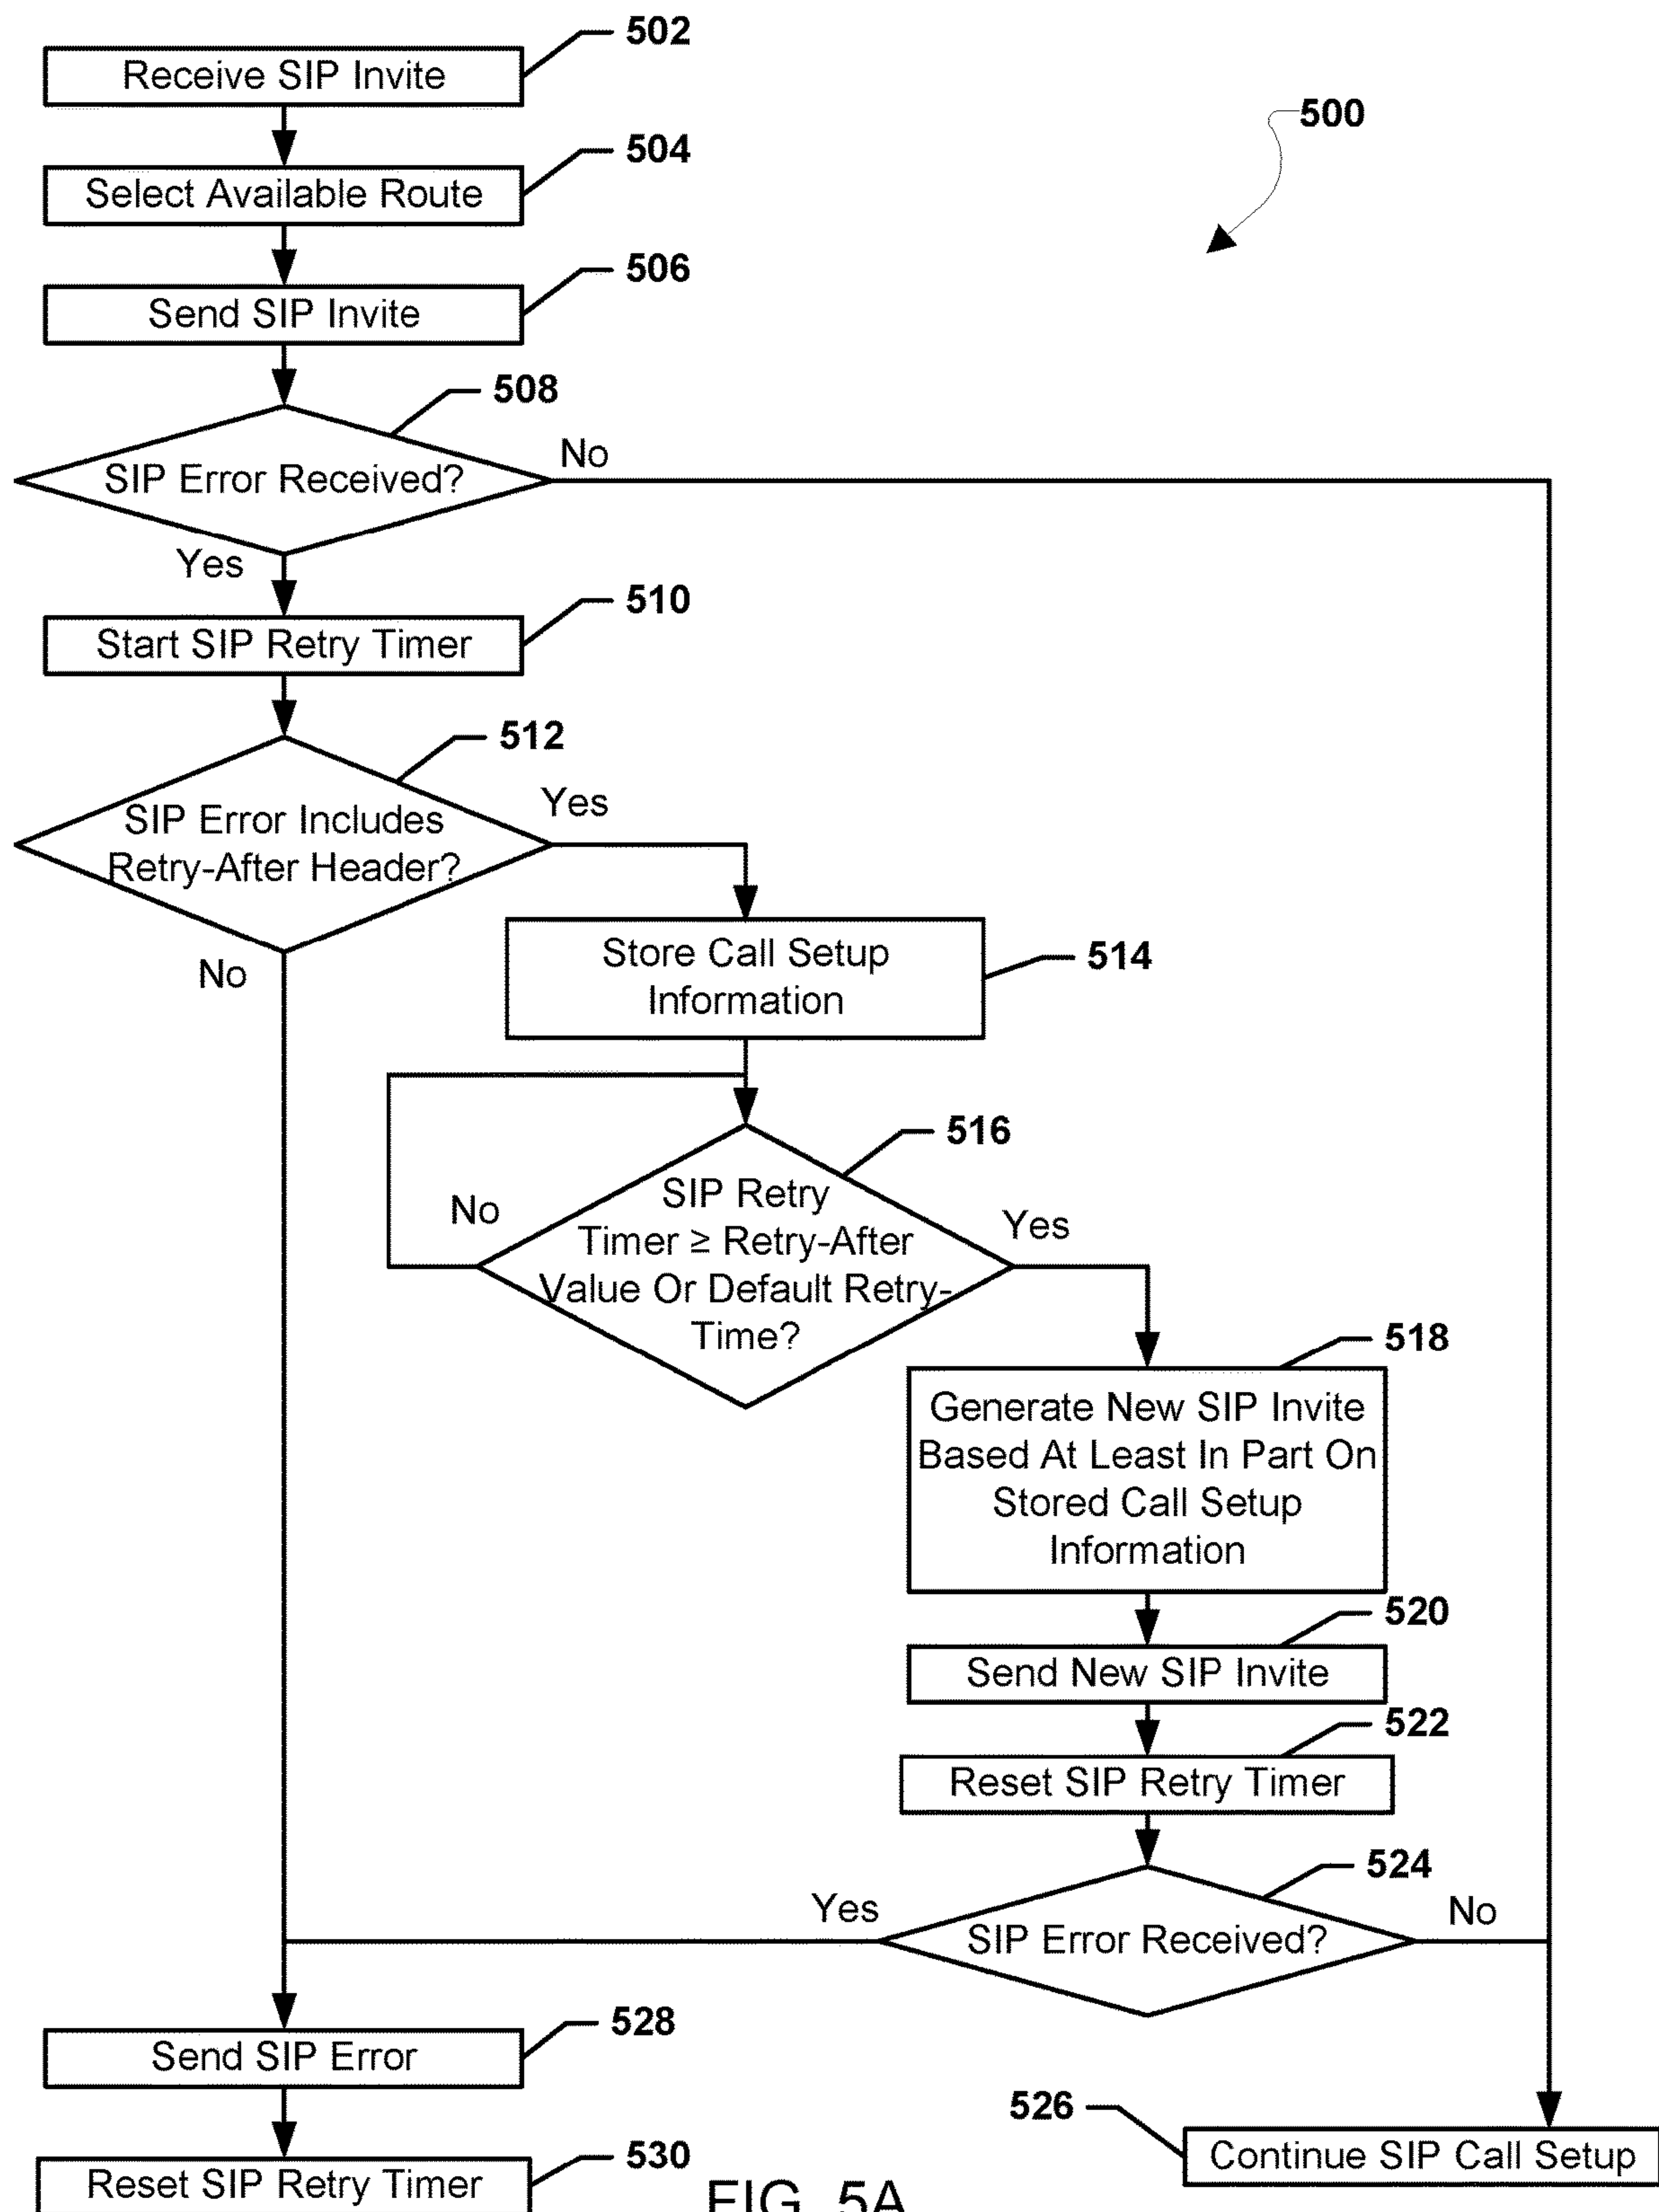 502
Receive SIP Invite
500
504
Select Available Route
506
Send SIP Invite
508
No
SIP Error Received?
Yes
510
Start SIP Retry Timer
512
Yes
SIP Error Includes
Retry-After Header?
No
Store Call Setup
Information
514
516
No
SIP Retry
Timer ≥ Retry-After
Value Or Default Retry-
Time?
Yes
518
Generate New SIP Invite
Based At Least In Part On
Stored Call Setup
Information
520
Send New SIP Invite
522
Reset SIP Retry Timer
524
Yes
No
SIP Error Received?
528
Send SIP Error
526
Continue SIP Call Setup
530
Reset SIP Retry Timer
FIG. 5A